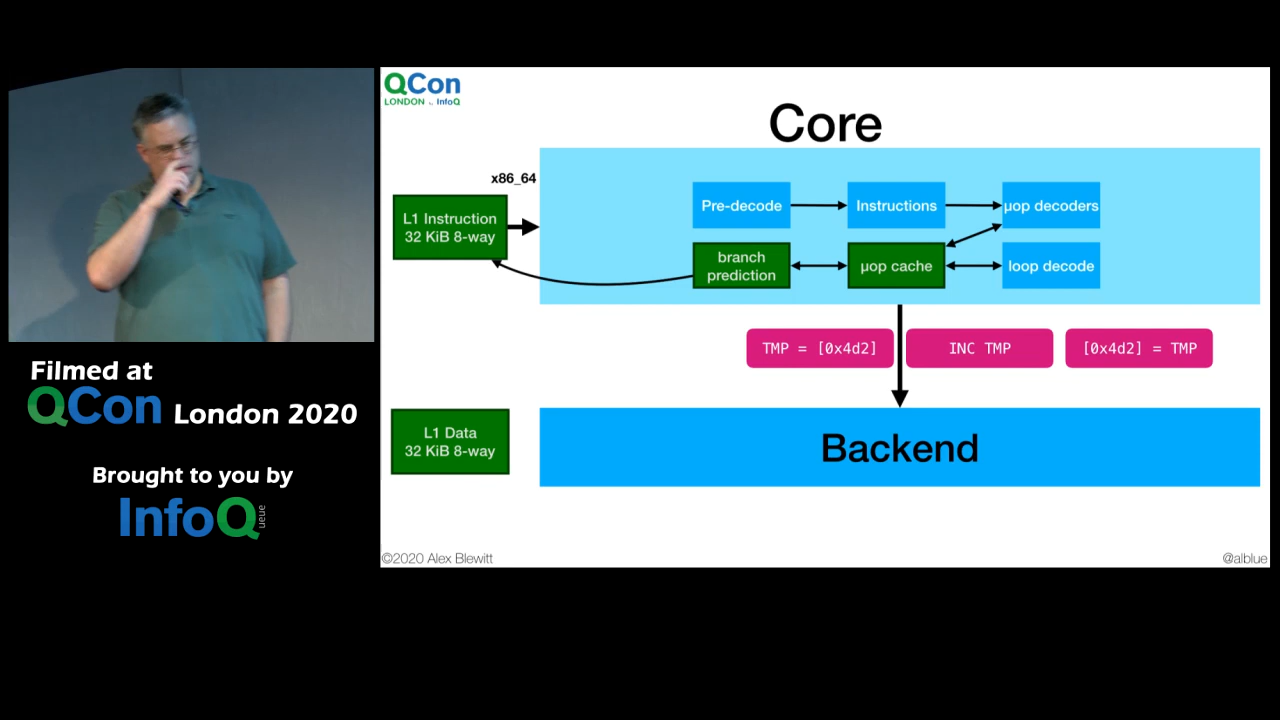 QCon
LONDON by InfoQ
Core
x86_64
L1 Instruction
32 KiB 8-way
Pre-decode
Instructions
µop decoders
branch
prediction
µop cache
loop decode
TMP = [0x4d2]
INC TMP
[0x4d2] = TMP
L1 Data
32 KiB 8-way
Backend
©2020 Alex Blewitt
@alblue
Filmed at
QCon London 2020
Brought to you by
InfoQ
ueue